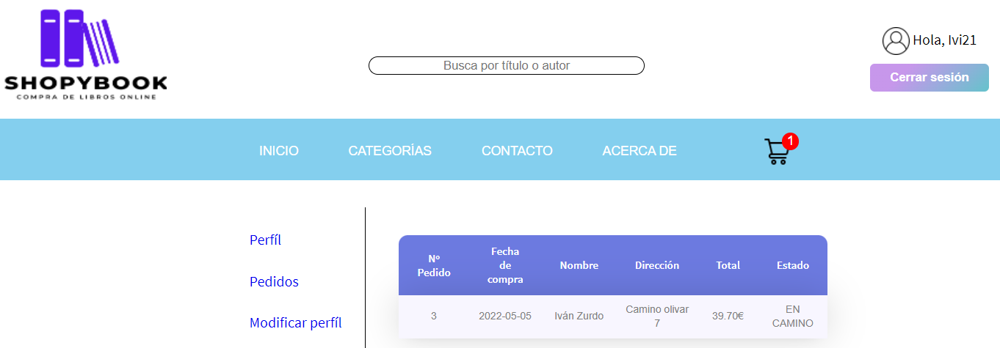 SHOPYBOOK
COMPRA DE LIBROS ONLINE
Busca por título o autor
Hola, Ivi21
Cerrar sesión
INICIO
CATEGORÍAS
CONTACTO
ACERCA DE
1
Perfíl
Pedidos
Modificar perfíl
Nº
Pedido
Fecha
de
compra
Nombre
Dirección
Total
Estado
3
2022-05-05
Iván Zurdo
Camino olivar
7
39.70€
EN
CAMINO